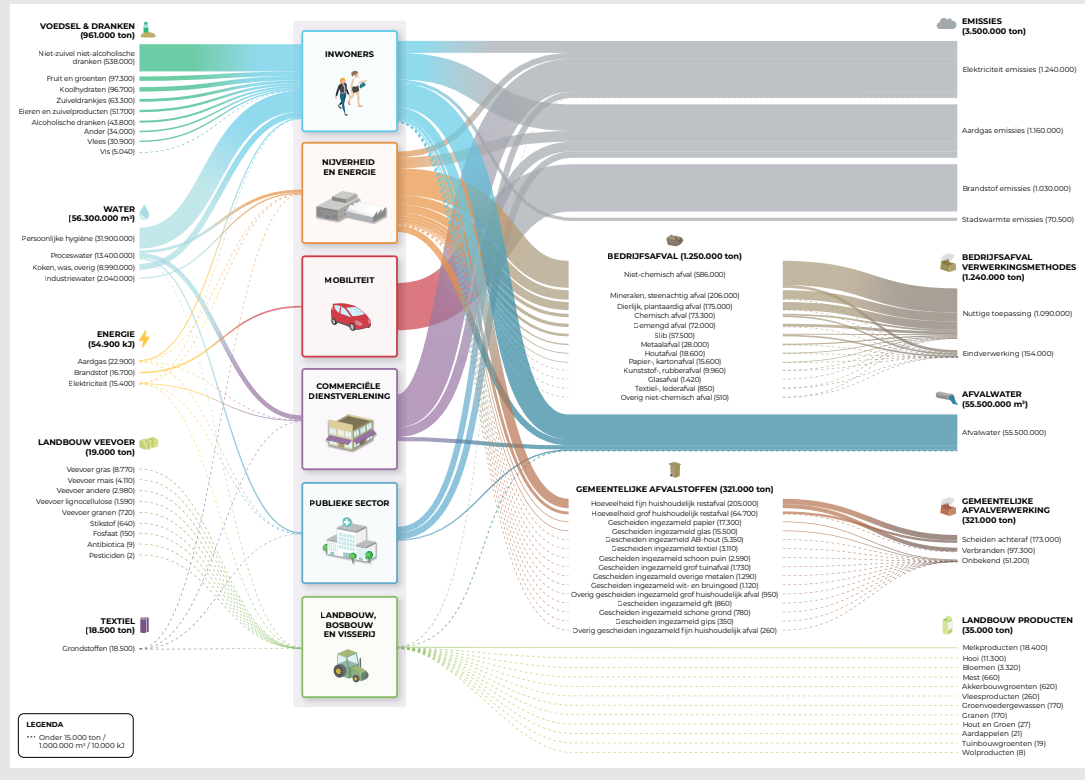 VOEDSEL & DRANKEN
(961.000 ton)
Niet-zuivel niet-alcoholische
dranken (538.000)
Fruit en groenten (97.300)
Koolhydraten (96.700)
Zuiveldrankjes (63.300)
Eieren en zuivelproducten (51.700)
Alcoholische dranken (43.800)
Ander (34.000)
Vlees (30.900)
Vis (5.040)
WATER
(56.300.000 m³)
Persoonlijke hygiëne (31.900.000)
Proceswater (13.400.000)
Koken, was, overig (8.990.000)
Industriewater (2.040.000)
ENERGIE
(54.900 kJ)
Aardgas (22.900)
Brandstof (16.700)
Elektriciteit (15.400)
LANDBOUW VEEVOER
(19.000 ton)
Veevoer gras (8.770)
Veevoer mais (4.110)
Veevoer andere (2.980)
Veevoer lignocellulose (1.590)
Veevoer granen (720)
Stikstof (640)
Fosfaat (150)
Antibiotica (9)
Pesticiden (2)
TEXTIEL
(18.500 ton)
Grondstoffen (18.500)
LEGENDA
Onder 15.000 ton /
1.000.000 m³ / 10.000 kJ
INWONERS
NIJVERHEID
EN ENERGIE
MOBILITEIT
COMMERCIËLE
DIENSTVERLENING
PUBLIEKE SECTOR
LANDBOUW,
BOSBOUW
EN VISSERIJ
BEDRIJFSAFVAL (1.250.000 ton)
Niet-chemisch afval (586.000)
Mineralen, steenachtig afval (206.000)
Dierlijk, plantaardig afval (175.000)
Chemisch afval (73.300)
Gemengd afval (72.000)
Slib (57.500)
Metaalafval (28.000)
Houtafval (18.600)
Papier-, kartonafval (15.600)
Kunststof-, rubberafval (9.960)
Glasafval (1.420)
Textiel-, lederafval (850)
Overig niet-chemisch afval (510)
GEMEENTELIJKE AFVALSTOFFEN (321.000 ton)
Hoeveelheid fijn huishoudelijk restafval (205.000)
Hoeveelheid grof huishoudelijk restafval (64.700)
Gescheiden ingezameld papier (17.300)
Gescheiden ingezameld glas (15.500)
Gescheiden ingezameld AB-hout (5.350)
Gescheiden ingezameld textiel (3.110)
Gescheiden ingezameld schoon puin (2.590)
Gescheiden ingezameld grof tuinafval (1.730)
Gescheiden ingezameld overige metalen (1.290)
Gescheiden ingezameld wit- en bruingoed (1.120)
Overig gescheiden ingezameld grof huishoudelijk afval (950)
Gescheiden ingezameld gft (860)
Gescheiden ingezameld schone grond (780)
Gescheiden ingezameld gips (350)
Overig gescheiden ingezameld fijn huishoudelijk afval (260)
EMISSIES
(3.500.000 ton)
Elektriciteit emissies (1.240.000)
Aardgas emissies (1.160.000)
Brandstof emissies (1.030.000)
Stadswarmte emissies (70.500)
BEDRIJFSAFVAL
VERWERKINGSMETHODES
(1.240.000 ton)
Nuttige toepassing (1.090.000)
Eindverwerking (154.000)
AFVALWATER
(55.500.000 m³)
Afvalwater (55.500.000)
GEMEENTELIJKE
AFVALVERWERKING
(321.000 ton)
Scheiden achteraf (173.000)
Verbranden (97.300)
Onbekend (51.200)
LANDBOUW PRODUCTEN
(35.000 ton)
Melkproducten (18.400)
Hooi (11.300)
Bloemen (3.320)
Mest (660)
Akkerbouwgroenten (620)
Vleesproducten (260)
Groenvoedergewassen (170)
Granen (170)
Hout en Groen (27)
Aardappelen (21)
Tuinbouwgroenten (19)
Wolproducten (8)